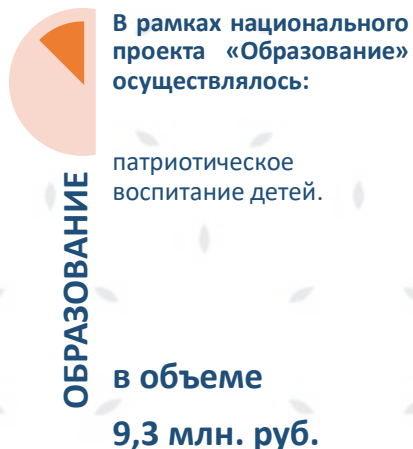 В рамках национального
проекта «Образование»
осуществлялось:
патриотическое
воспитание детей.
ОБРАЗОВАНИЕ
в объеме
9,3 млн. руб.